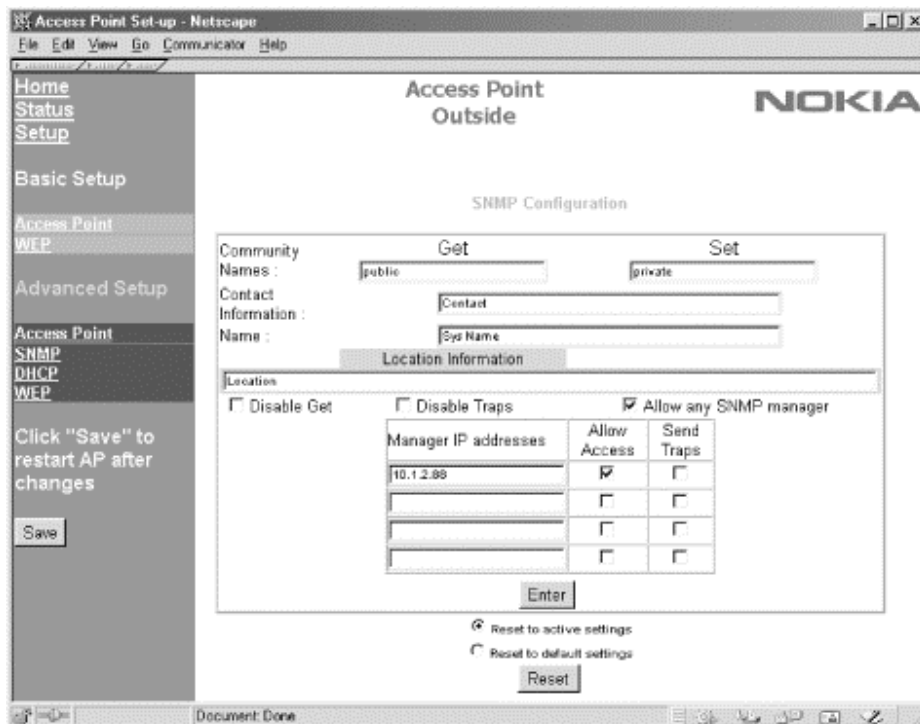 Access Point Set-up - Netscape
File Edit View Go Communicator Help
Home
Status
Setup
Basic Setup
Access Point
WEP
Advanced Setup
Access Point
SNMP
DHCP
WEP
Click "Save" to
restart AP after
changes
Save
Access Point
Outside
NOKIA
SNMP Configuration
Community
Names :
Get
Set
public
private
Contact
Information :
Contact
Name :
Sys Name
Location Information
Location
Disable Get
Disable Traps
Allow any SNMP manager
Manager IP addresses
Allow
Access
Send
Traps
10.1.2.88
Enter
Reset to active settings
Reset to default settings
Reset
Document: Done